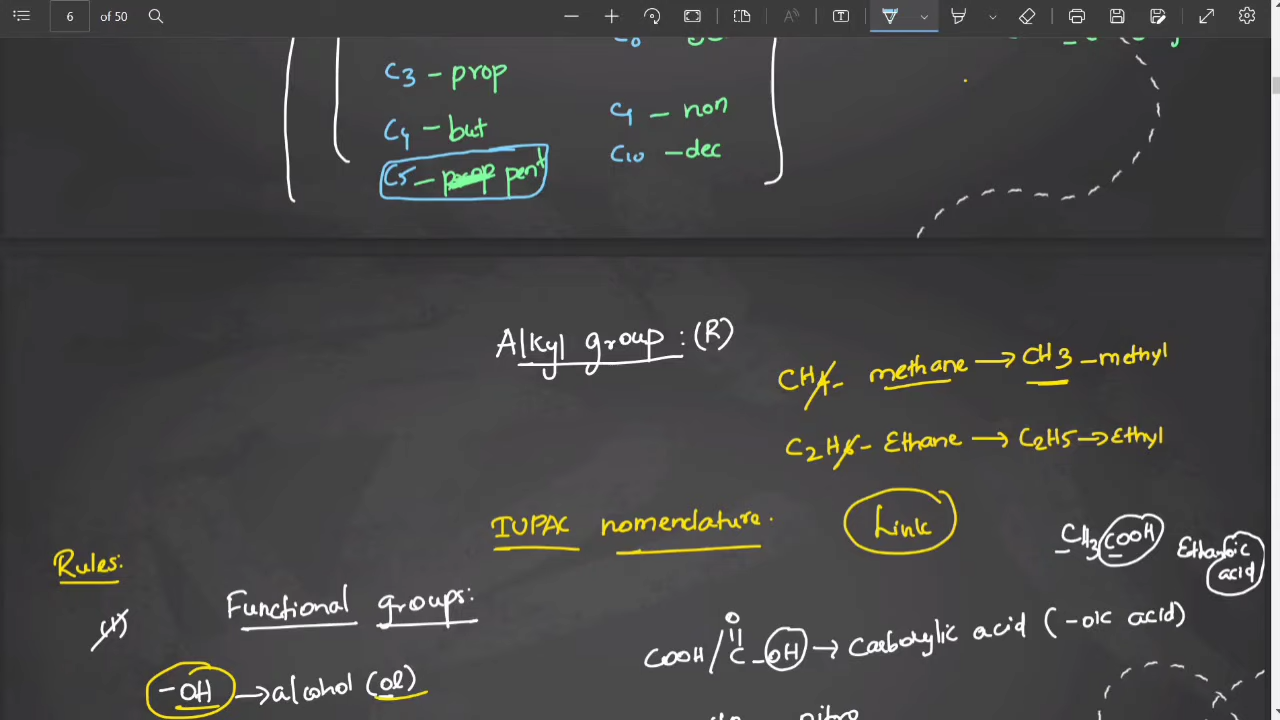 6 of 50
C3 - prop
C4 - but
C9 - non
C10 - dec
C5 - pent
Alkyl group : (R)
CH4 - methane → CH3 - methyl
C2H6 - Ethane → C2H5 → Ethyl
IUPAC nomenclature.
Link
CH3COOH Ethanoic acid
Rules:
(1)
Functional groups:
COOH / C - OH → Carboxylic acid (-oic acid)
O
-OH → alcohol (ol)
nitro